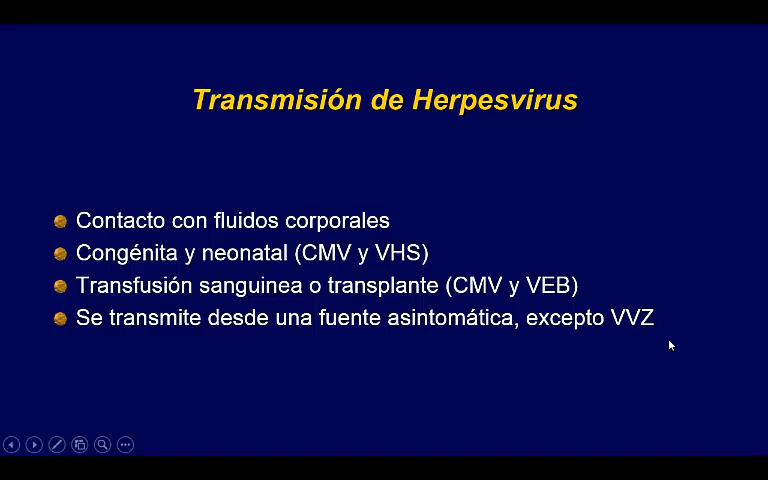 Transmisión de Herpesvirus
Contacto con fluidos corporales
Congénita y neonatal (CMV y VHS)
Transfusión sanguinea o transplante (CMV y VEB)
Se transmite desde una fuente asintomática, excepto VVZ